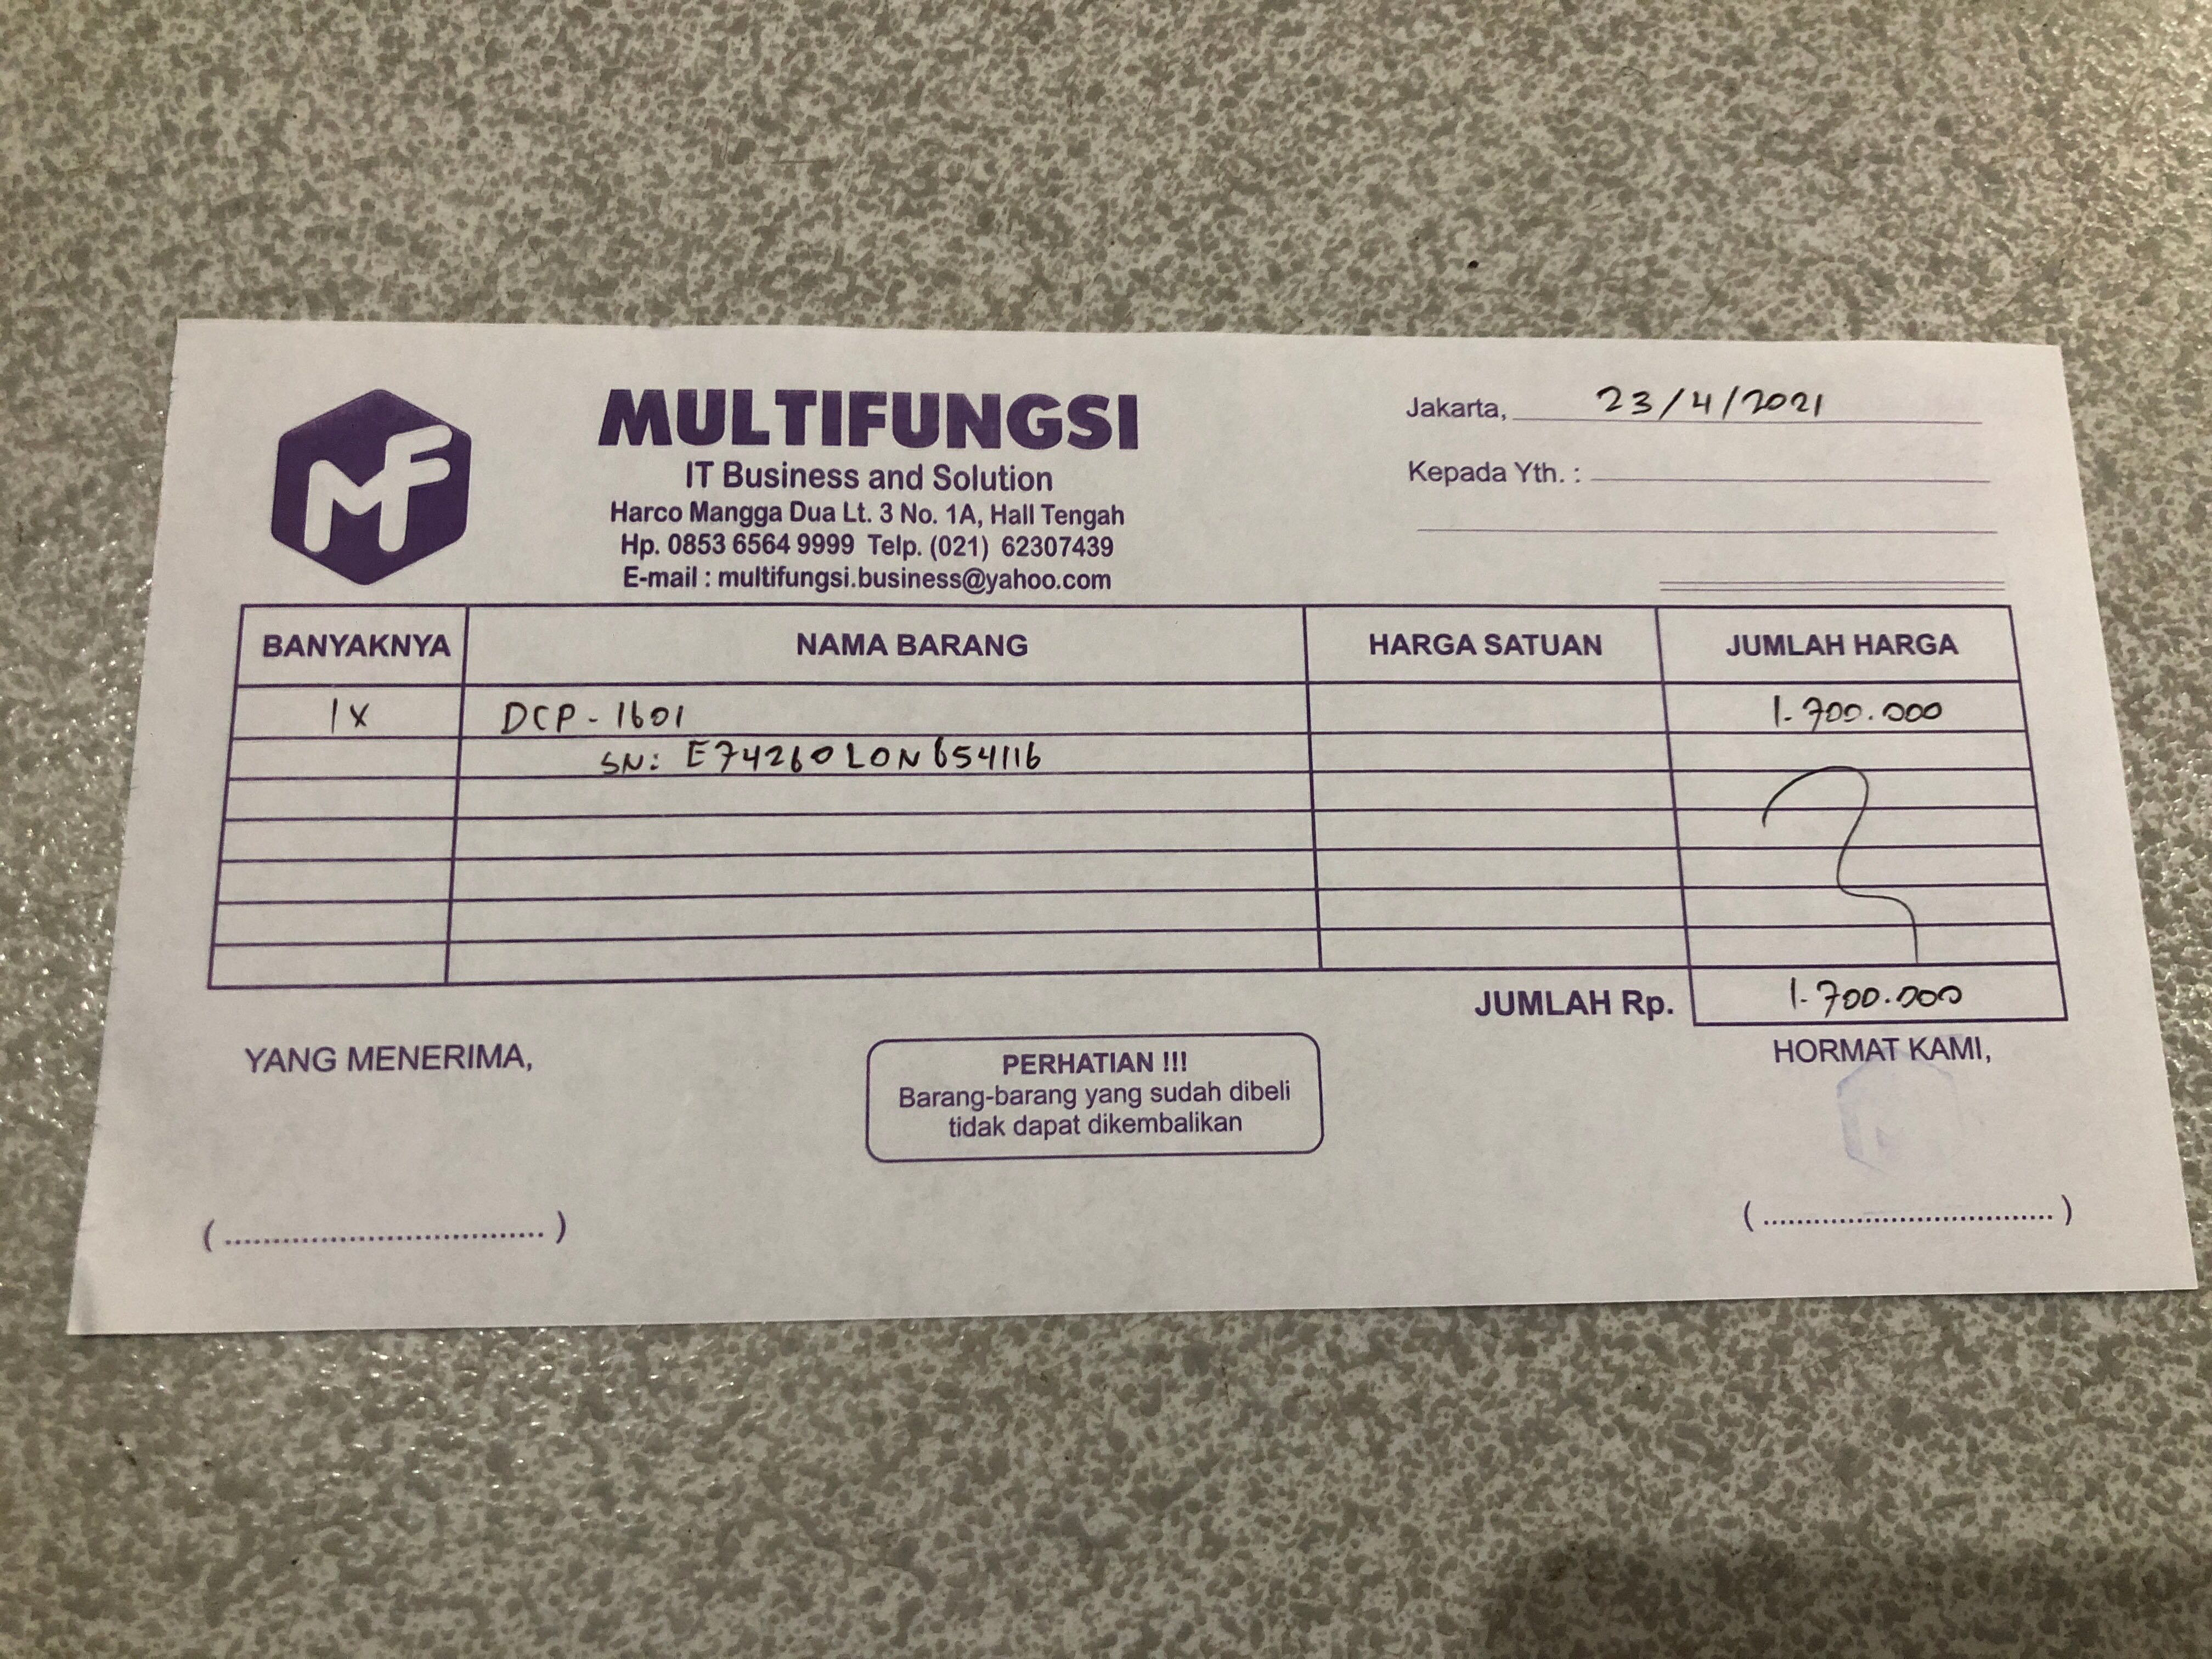 MF
MULTIFUNGSI
IT Business and Solution
Harco Mangga Dua Lt. 3 No. 1A, Hall Tengah
Hp. 0853 6564 9999 Telp. (021) 62307439
E-mail : multifungsi.business@yahoo.com
Jakarta, 23/4/2021
Kepada Yth. :
BANYAKNYA NAMA BARANG HARGA SATUAN JUMLAH HARGA
1x DCP - 1601 1.700.000
SN: E74260L0N654116
JUMLAH Rp. 1.700.000
YANG MENERIMA,
PERHATIAN !!!
Barang-barang yang sudah dibeli
tidak dapat dikembalikan
HORMAT KAMI,
(....................................)
(....................................)